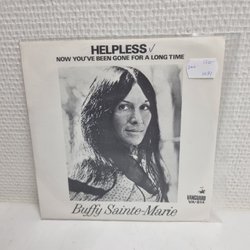 HELPLESS
NOW YOU'VE BEEN GONE FOR A LONG TIME
Buffy Sainte-Marie
VANGUARD